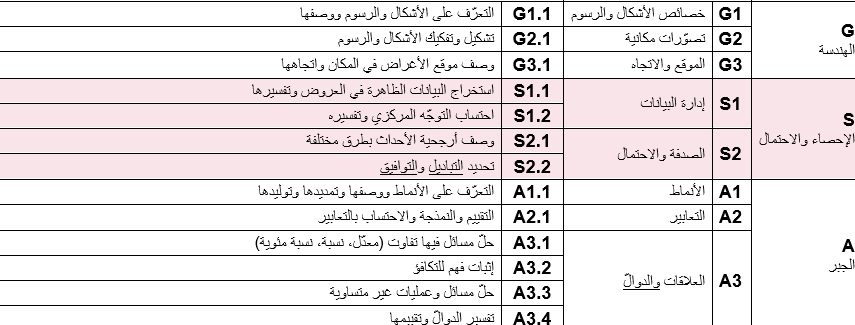 G
الهندسة
G1 خصائص الأشكال والرسوم
G1.1 التعرّف على الأشكال والرسوم ووصفها
G2 تصوّرات مكانية
G2.1 تشكيل وتفكيك الأشكال والرسوم
G3 الموقع والاتجاه
G3.1 وصف موقع الأغراض في المكان واتجاهها
S
الإحصاء والاحتمال
S1 إدارة البيانات
S1.1 استخراج البيانات الظاهرة في العروض وتفسيرها
S1.2 احتساب التوجّه المركزي وتفسيره
S2 الصدفة والاحتمال
S2.1 وصف أرجحية الأحداث بطرق مختلفة
S2.2 تحديد التباديل والتوافيق
A
الجبر
A1 الأنماط
A1.1 التعرّف على الأنماط ووصفها وتمديدها وتوليدها
A2 التعابير
A2.1 التقييم والنمذجة والاحتساب بالتعابير
A3 العلاقات والدوالّ
A3.1 حلّ مسائل فيها تفاوت (معدّل، نسبة، نسبة مئوية)
A3.2 إثبات فهم للتكافؤ
A3.3 حلّ مسائل وعمليات غير متساوية
A3.4 تفسير الدوالّ وتقييمها